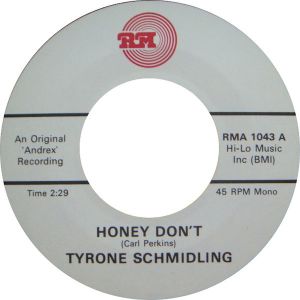 RM
An Original
'Andrex'
Recording
RMA 1043 A
Hi-Lo Music
Inc (BMI)
Time 2:29
45 RPM Mono
HONEY DON'T
(Carl Perkins)
TYRONE SCHMIDLING